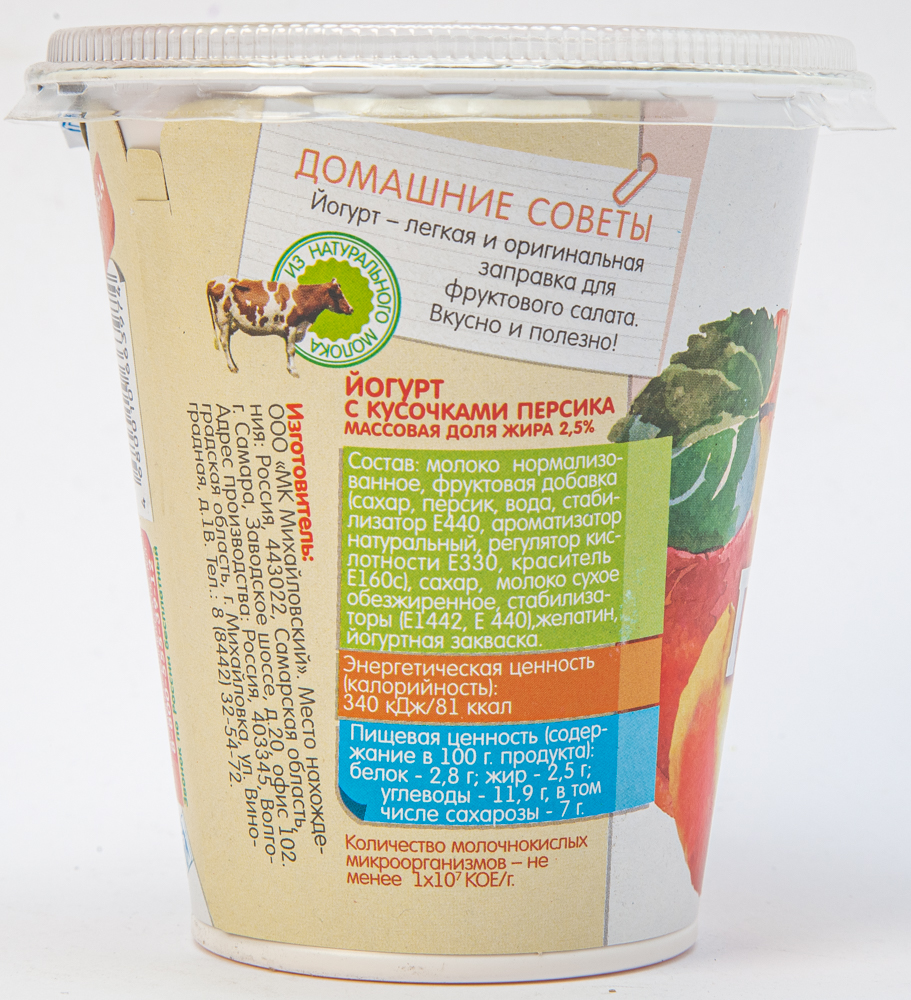 ДОМАШНИЕ СОВЕТЫ
Йогурт – легкая и оригинальная
заправка для
фруктового салата.
Вкусно и полезно!
ИЗ НАТУРАЛЬНОГО МОЛОКА
ЙОГУРТ
С КУСОЧКАМИ ПЕРСИКА
МАССОВАЯ ДОЛЯ ЖИРА 2,5%
Состав: молоко нормализо-
ванное, фруктовая добавка
(сахар, персик, вода, стаби-
лизатор Е440, ароматизатор
натуральный, регулятор кис-
лотности Е330, краситель
Е160с), сахар, молоко сухое
обезжиренное, стабилиза-
торы (Е1442, Е 440),желатин,
йогуртная закваска.
Энергетическая ценность
(калорийность):
340 кДж/81 ккал
Пищевая ценность (содер-
жание в 100 г. продукта):
белок - 2,8 г; жир - 2,5 г;
углеводы - 11,9 г, в том
числе сахарозы - 7 г.
Количество молочнокислых
микроорганизмов – не
менее 1х10⁷ КОЕ/г.
Изготовитель:
ООО «МК Михайловский». Место нахожде-
ния: Россия, 443022, Самарская область,
г. Самара, Заводское шоссе, д.20, офис 102.
Адрес производства: Россия, 403345, Волго-
градская область, г. Михайловка, ул. Вино-
градная, д.1В. Тел.: 8 (8442) 32-54-72.